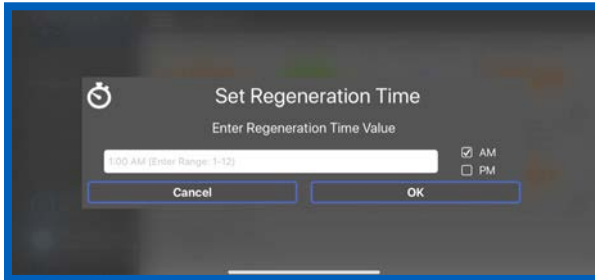 Set Regeneration Time
Enter Regeneration Time Value
1:00 AM (Enter Range: 1-12)
AM
PM
Cancel
OK